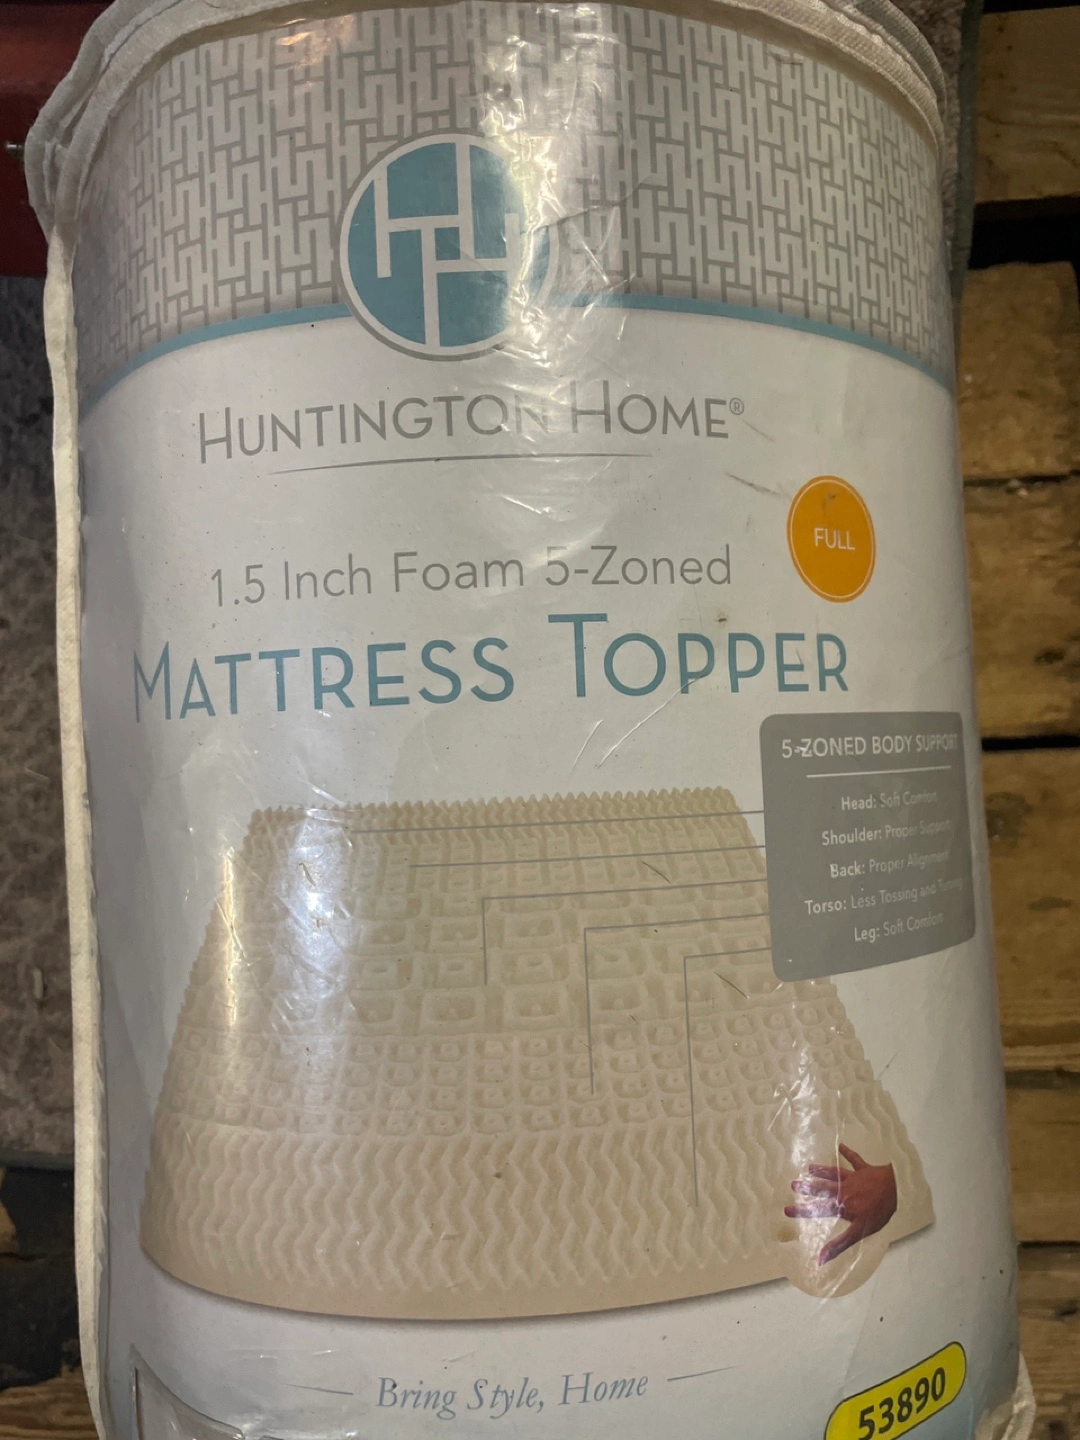 HUNTINGTON HOME®
1.5 Inch Foam 5-Zoned
FULL
MATTRESS TOPPER
5-ZONED BODY SUPPORT
Head: Soft Comfort
Shoulder: Proper Support
Back: Proper Alignment
Torso: Less Tossing and Turning
Leg: Soft Comfort
Bring Style, Home
53890